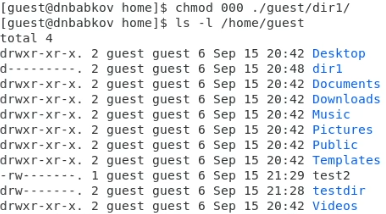 [guest@dnbabkov home]$ chmod 000 ./guest/dir1/
[guest@dnbabkov home]$ ls -l /home/guest
total 4
drwxr-xr-x. 2 guest guest 6 Sep 15 20:42 Desktop
d---------. 2 guest guest 6 Sep 15 20:48 dir1
drwxr-xr-x. 2 guest guest 6 Sep 15 20:42 Documents
drwxr-xr-x. 2 guest guest 6 Sep 15 20:42 Downloads
drwxr-xr-x. 2 guest guest 6 Sep 15 20:42 Music
drwxr-xr-x. 2 guest guest 6 Sep 15 20:42 Pictures
drwxr-xr-x. 2 guest guest 6 Sep 15 20:42 Public
drwxr-xr-x. 2 guest guest 6 Sep 15 20:42 Templates
-rw-------. 1 guest guest 6 Sep 15 21:29 test2
drw-------. 2 guest guest 6 Sep 15 21:28 testdir
drwxr-xr-x. 2 guest guest 6 Sep 15 20:42 Videos